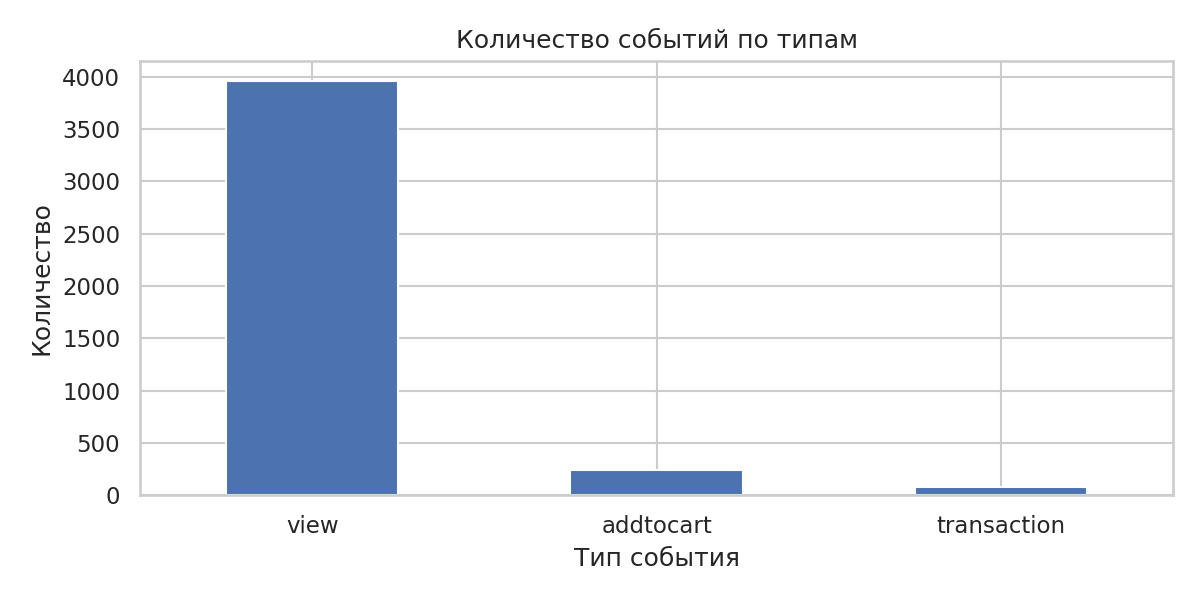 Количество событий по типам
4000
3500
3000
2500
2000
1500
1000
500
0
Количество
view addtocart transaction
Тип события